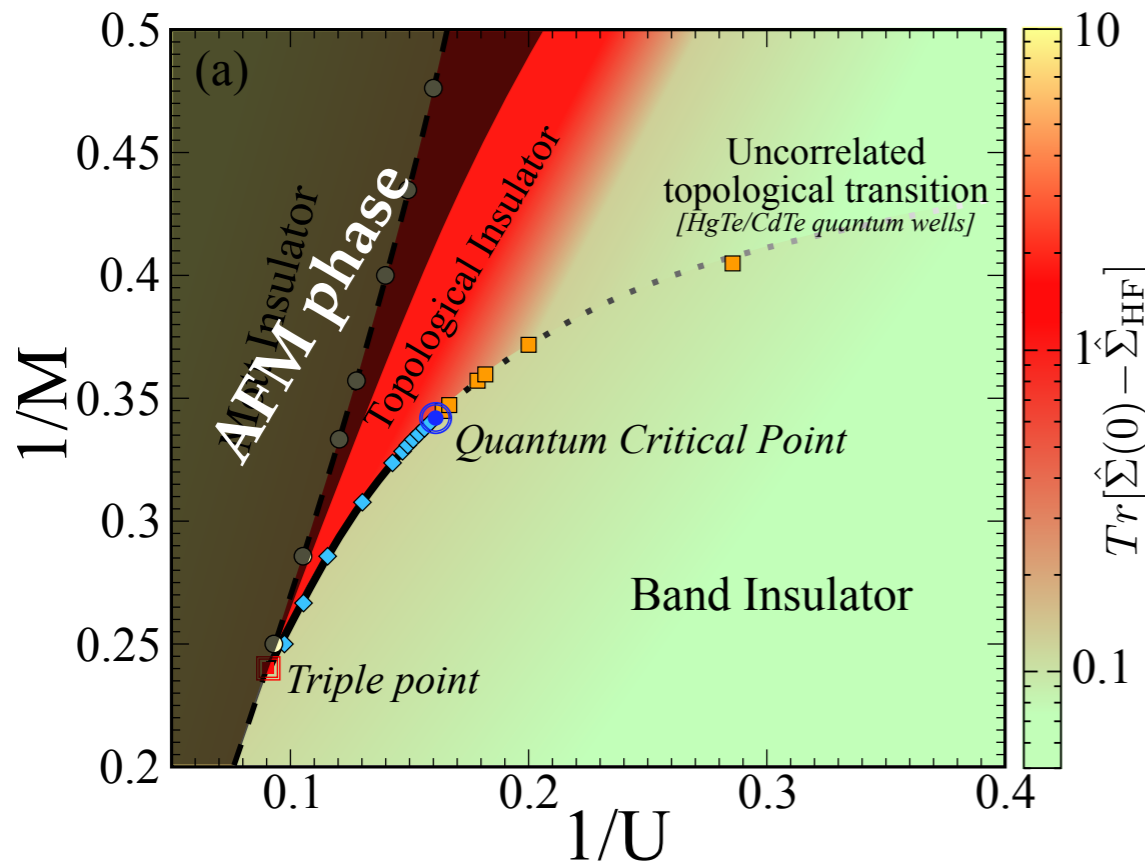 (a)
0.5
0.45
0.4
0.35
0.3
0.25
0.2
1/M
0.1
0.2
0.3
0.4
1/U
Mott Insulator
AFM phase
Topological Insulator
Uncorrelated
topological transition
[HgTe/CdTe quantum wells]
Quantum Critical Point
Band Insulator
Triple point
10
1
0.1
Tr[Σ̂(0)−Σ̂_HF]